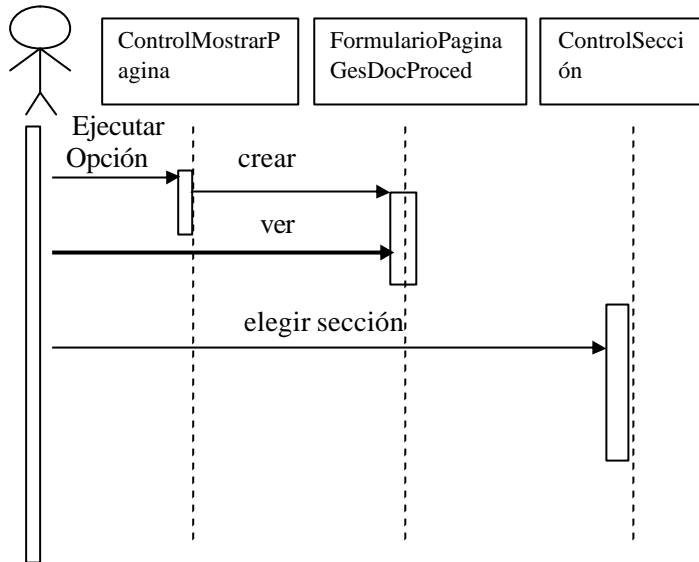 ControlMostrarP
agina
FormularioPagina
GesDocProced
ControlSecci
ón
Ejecutar
Opción
crear
ver
elegir sección